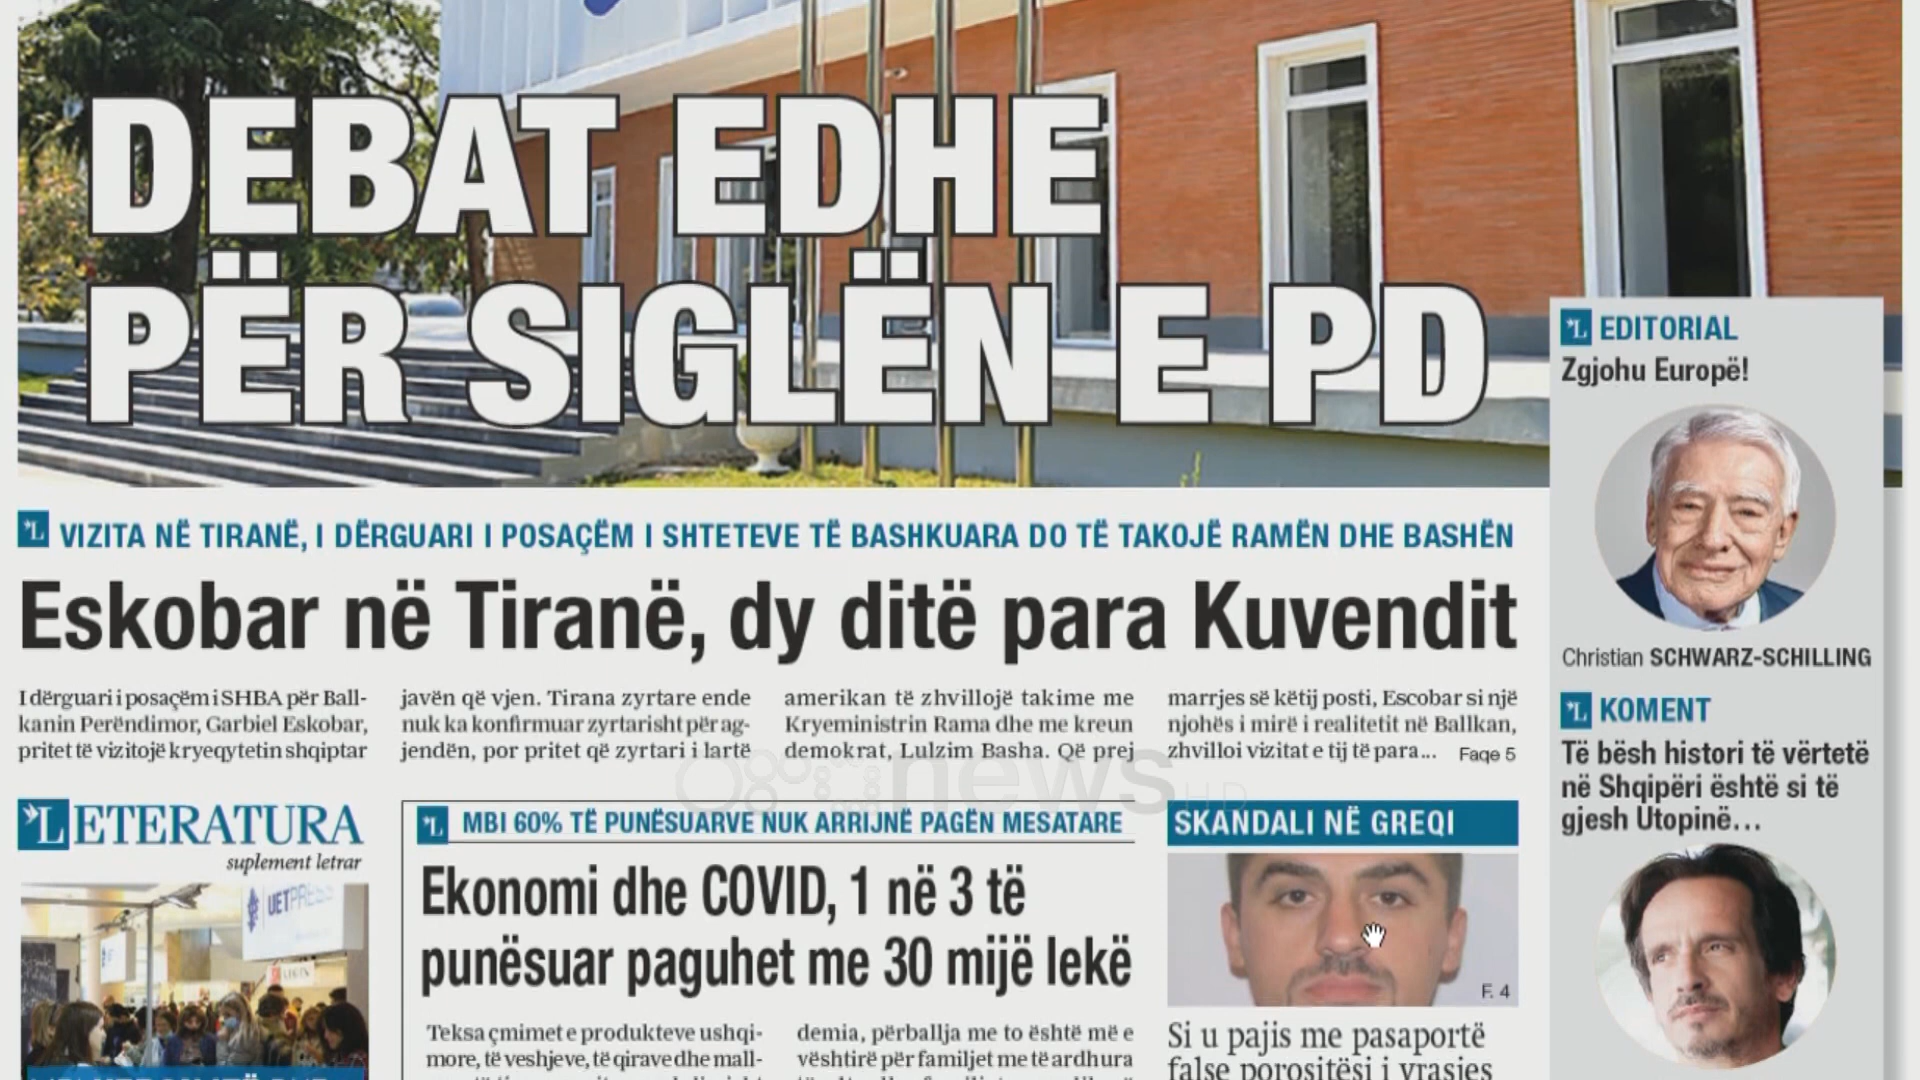 DEBAT EDHE
PËR SIGLËN E PD
L EDITORIAL
Zgjohu Europë!
Christian SCHWARZ-SCHILLING
L KOMENT
Të bësh histori të vërtetë
në Shqipëri është si të
gjesh Utopinë...
L VIZITA NË TIRANË, I DËRGUARI I POSAÇËM I SHTETEVE TË BASHKUARA DO TË TAKOJË RAMËN DHE BASHËN
Eskobar në Tiranë, dy ditë para Kuvendit
I dërguari i posaçëm i SHBA për Ball-
kanin Perëndimor, Garbiel Eskobar,
pritet të vizitojë kryeqytetin shqiptar
javën që vjen. Tirana zyrtare ende
nuk ka konfirmuar zyrtarisht për ag-
jendën, por pritet që zyrtari i lartë
amerikan të zhvillojë takime me
Kryeministrin Rama dhe me kreun
demokrat, Lulzim Basha. Që prej
marrjes së këtij posti, Escobar si një
njohës i mirë i realitetit në Ballkan,
zhvilloi vizitat e tij të para... Faqe 5
news HD
LETERATURA
suplement letrar
UETPRESS
L MBI 60% TË PUNËSUARVE NUK ARRIJNË PAGËN MESATARE
Ekonomi dhe COVID, 1 në 3 të
punësuar paguhet me 30 mijë lekë
Teksa çmimet e produkteve ushqi-
more, të veshjeve, të qirave dhe mall-
demia, përballja me to është më e
vështirë për familjet me të ardhura
SKANDALI NË GREQI
F. 4
Si u pajis me pasaportë
false porositësi i vrasjes